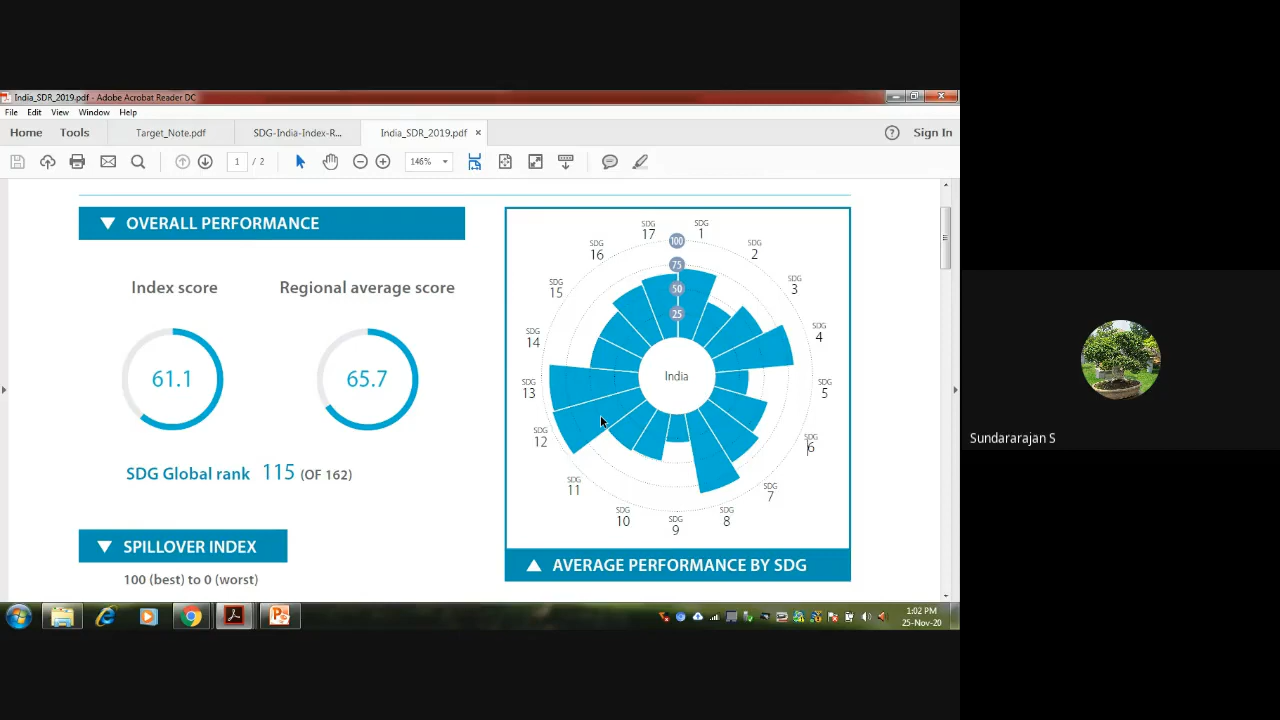 India_SDR_2019.pdf - Adobe Acrobat Reader DC
File Edit View Window Help
Home Tools Target_Note.pdf SDG-India-Index-R... India_SDR_2019.pdf × Sign In
1 / 2 146%
OVERALL PERFORMANCE
Index score Regional average score
61.1 65.7
SDG Global rank 115 (OF 162)
SPILLOVER INDEX
100 (best) to 0 (worst)
SDG 1
SDG 2
SDG 3
SDG 4
SDG 5
SDG 6
SDG 7
SDG 8
SDG 9
SDG 10
SDG 11
SDG 12
SDG 13
SDG 14
SDG 15
SDG 16
SDG 17
100
75
50
25
India
AVERAGE PERFORMANCE BY SDG
1:02 PM
25-Nov-20
Sundararajan S